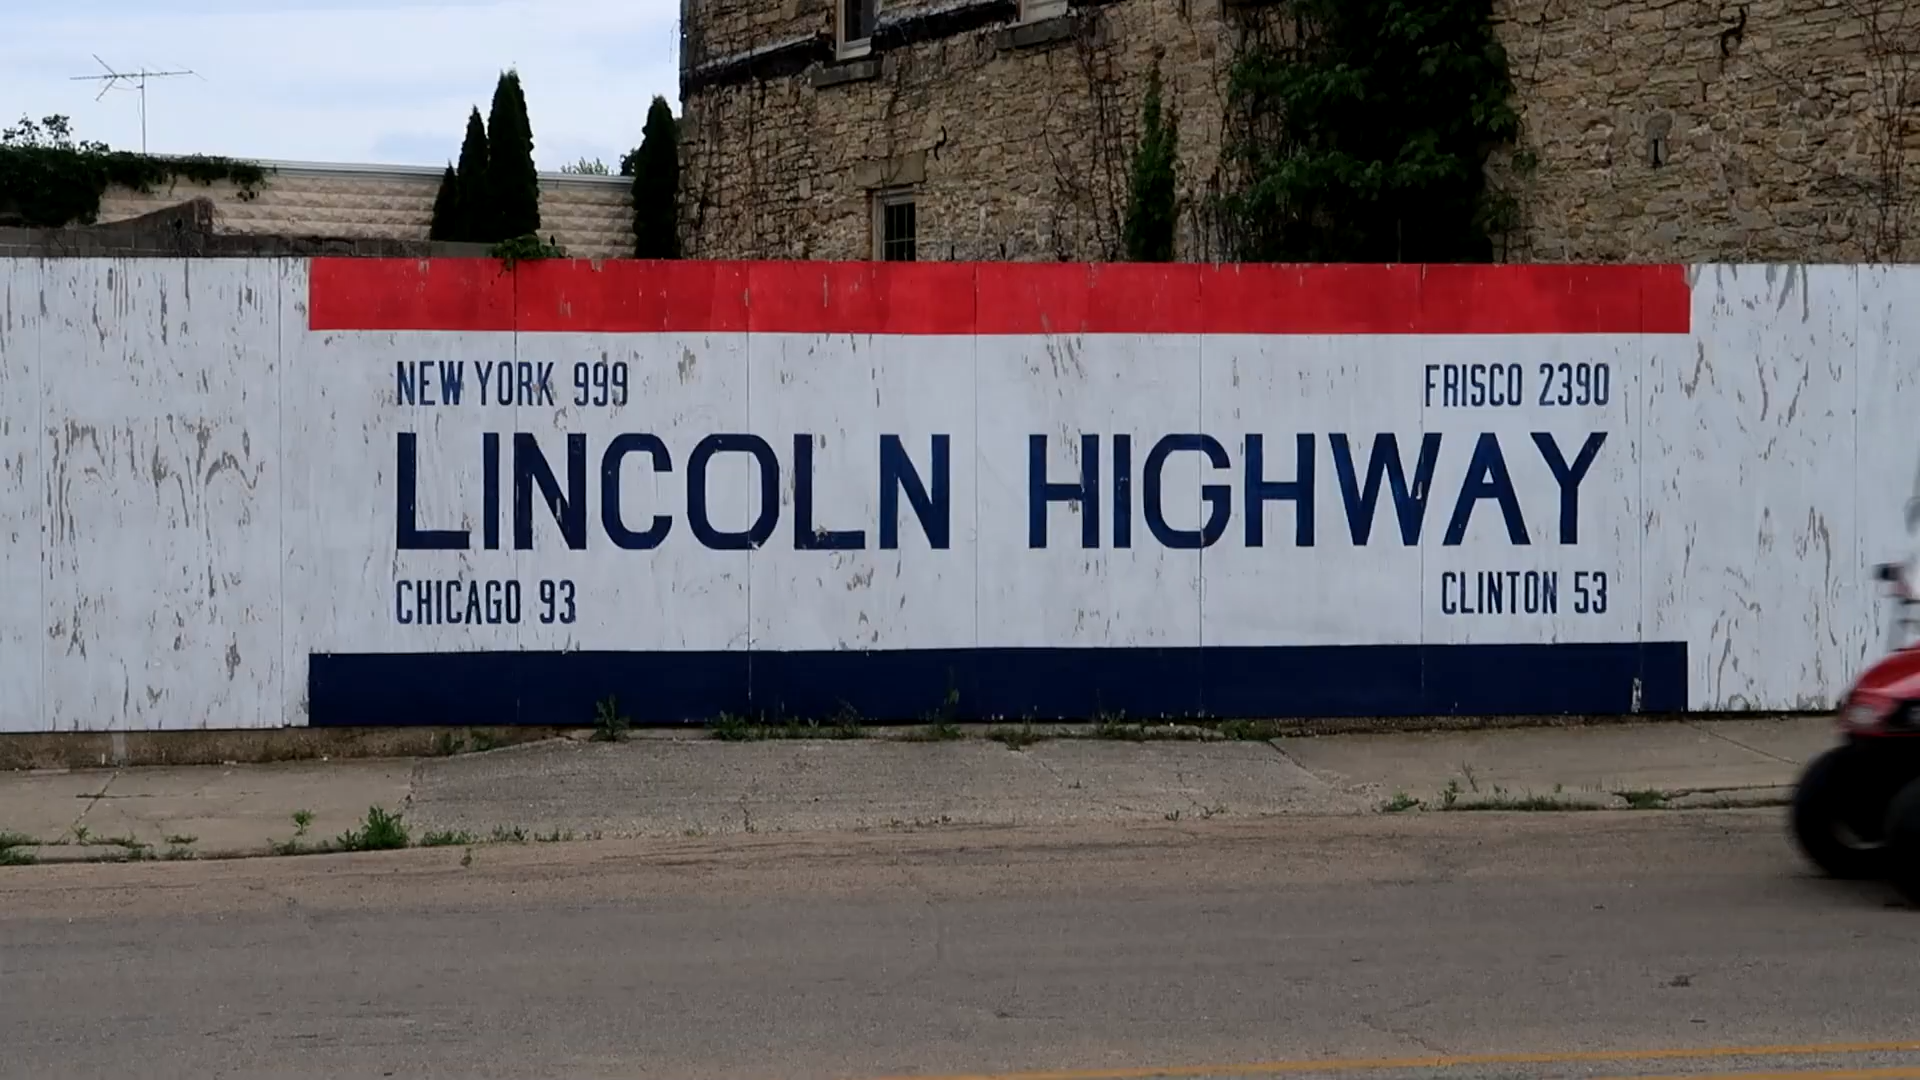 NEW YORK 999
FRISCO 2390
LINCOLN HIGHWAY
CHICAGO 93
CLINTON 53